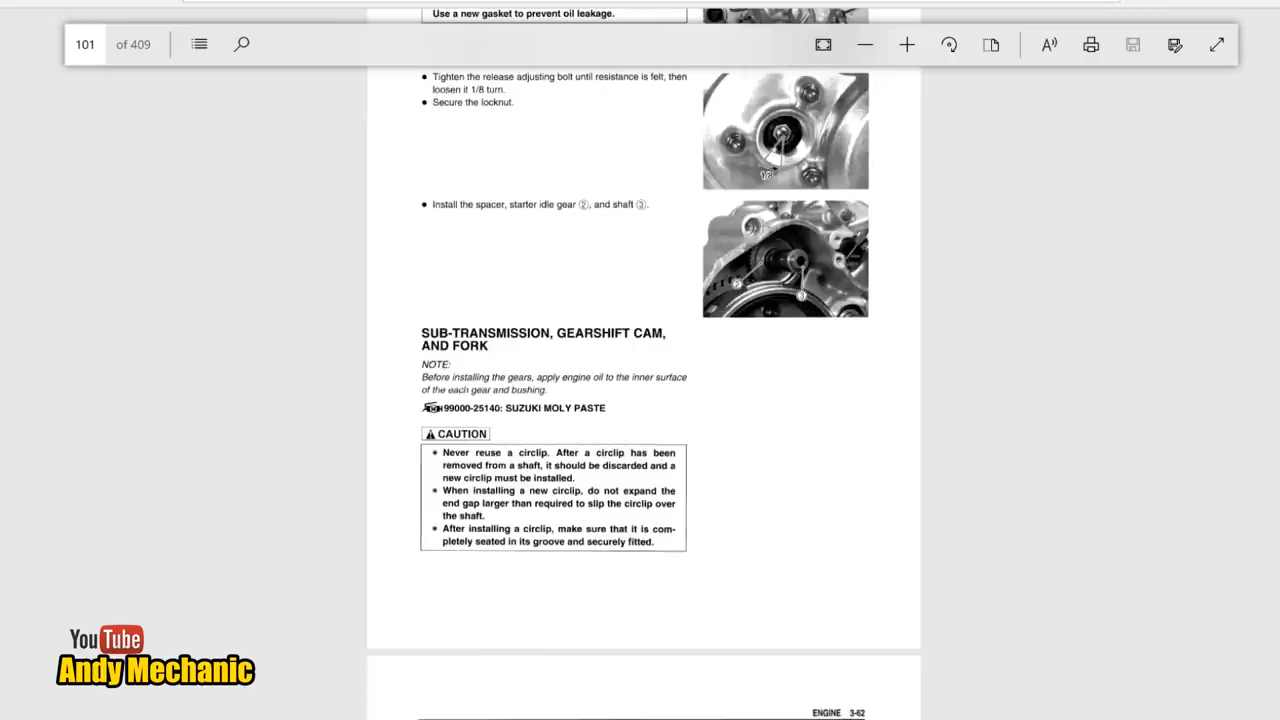 Use a new gasket to prevent oil leakage.
101 of 409
● Tighten the release adjusting bolt until resistance is felt, then
loosen it 1/8 turn.
● Secure the locknut.
1/8
● Install the spacer, starter idle gear ②, and shaft ③.
②
③
SUB-TRANSMISSION, GEARSHIFT CAM,
AND FORK
NOTE:
Before installing the gears, apply engine oil to the inner surface
of the each gear and bushing.
99000-25140: SUZUKI MOLY PASTE
CAUTION
* Never reuse a circlip. After a circlip has been
removed from a shaft, it should be discarded and a
new circlip must be installed.
* When installing a new circlip, do not expand the
end gap larger than required to slip the circlip over
the shaft.
* After installing a circlip, make sure that it is com-
pletely seated in its groove and securely fitted.
YouTube
Andy Mechanic
ENGINE 3-62